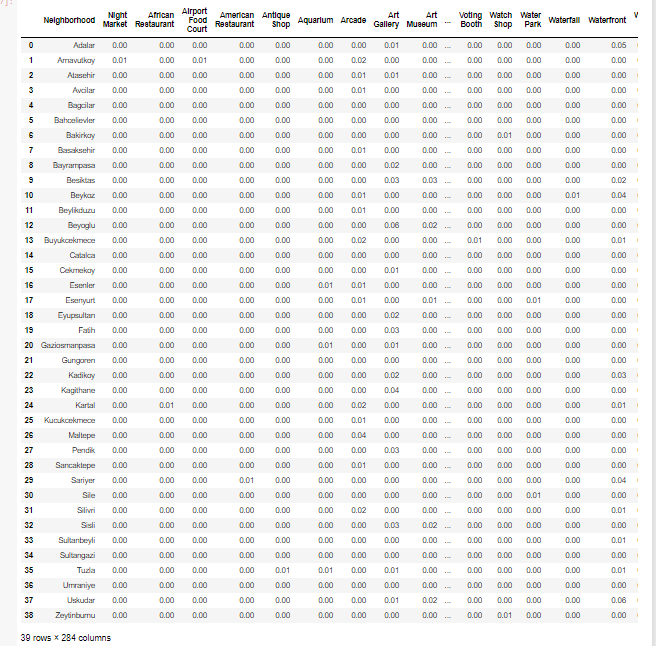 Neighborhood Night Market African Restaurant Airport Food Court American Restaurant Antique Shop Aquarium Arcade Art Gallery Art Museum ... Voting Booth Watch Shop Water Park Waterfall Waterfront
0 Adalar 0.00 0.00 0.00 0.00 0.00 0.00 0.00 0.01 0.00 ... 0.00 0.00 0.00 0.00 0.05
1 Arnavutkoy 0.01 0.00 0.01 0.00 0.00 0.00 0.02 0.00 0.00 ... 0.00 0.00 0.00 0.00 0.00
2 Atasehir 0.00 0.00 0.00 0.00 0.00 0.00 0.01 0.01 0.00 ... 0.00 0.00 0.00 0.00 0.00
3 Avcilar 0.00 0.00 0.00 0.00 0.00 0.00 0.01 0.00 0.00 ... 0.00 0.00 0.00 0.00 0.00
4 Bagcilar 0.00 0.00 0.00 0.00 0.00 0.00 0.00 0.00 0.00 ... 0.00 0.00 0.00 0.00 0.00
5 Bahcelievler 0.00 0.00 0.00 0.00 0.00 0.00 0.00 0.00 0.00 ... 0.00 0.00 0.00 0.00 0.00
6 Bakirkoy 0.00 0.00 0.00 0.00 0.00 0.00 0.00 0.00 0.00 ... 0.00 0.01 0.00 0.00 0.00
7 Basaksehir 0.00 0.00 0.00 0.00 0.00 0.00 0.01 0.00 0.00 ... 0.00 0.00 0.00 0.00 0.00
8 Bayrampasa 0.00 0.00 0.00 0.00 0.00 0.00 0.00 0.02 0.00 ... 0.00 0.00 0.00 0.00 0.00
9 Besiktas 0.00 0.00 0.00 0.00 0.00 0.00 0.00 0.03 0.03 ... 0.00 0.00 0.00 0.00 0.02
10 Beykoz 0.00 0.00 0.00 0.00 0.00 0.00 0.01 0.00 0.00 ... 0.00 0.00 0.00 0.01 0.04
11 Beylikduzu 0.00 0.00 0.00 0.00 0.00 0.00 0.01 0.00 0.00 ... 0.00 0.00 0.00 0.00 0.00
12 Beyoglu 0.00 0.00 0.00 0.00 0.00 0.00 0.00 0.06 0.02 ... 0.00 0.00 0.00 0.00 0.00
13 Buyukcekmece 0.00 0.00 0.00 0.00 0.00 0.00 0.02 0.00 0.00 ... 0.01 0.00 0.00 0.00 0.01
14 Catalca 0.00 0.00 0.00 0.00 0.00 0.00 0.00 0.00 0.00 ... 0.00 0.00 0.00 0.00 0.00
15 Cekmekoy 0.00 0.00 0.00 0.00 0.00 0.00 0.00 0.01 0.00 ... 0.00 0.00 0.00 0.00 0.00
16 Esenler 0.00 0.00 0.00 0.00 0.00 0.01 0.01 0.00 0.00 ... 0.00 0.00 0.00 0.00 0.00
17 Esenyurt 0.00 0.00 0.00 0.00 0.00 0.00 0.01 0.00 0.01 ... 0.00 0.00 0.01 0.00 0.00
18 Eyupsultan 0.00 0.00 0.00 0.00 0.00 0.00 0.00 0.02 0.00 ... 0.00 0.00 0.00 0.00 0.00
19 Fatih 0.00 0.00 0.00 0.00 0.00 0.00 0.00 0.03 0.00 ... 0.00 0.00 0.00 0.00 0.00
20 Gaziosmanpasa 0.00 0.00 0.00 0.00 0.00 0.01 0.00 0.01 0.00 ... 0.00 0.00 0.00 0.00 0.00
21 Gungoren 0.00 0.00 0.00 0.00 0.00 0.00 0.00 0.00 0.00 ... 0.00 0.00 0.00 0.00 0.00
22 Kadikoy 0.00 0.00 0.00 0.00 0.00 0.00 0.00 0.02 0.00 ... 0.00 0.00 0.00 0.00 0.03
23 Kagithane 0.00 0.00 0.00 0.00 0.00 0.00 0.00 0.04 0.00 ... 0.00 0.00 0.00 0.00 0.00
24 Kartal 0.00 0.01 0.00 0.00 0.00 0.00 0.02 0.00 0.00 ... 0.00 0.00 0.00 0.00 0.01
25 Kucukcekmece 0.00 0.00 0.00 0.00 0.00 0.00 0.01 0.00 0.00 ... 0.00 0.00 0.00 0.00 0.00
26 Maltepe 0.00 0.00 0.00 0.00 0.00 0.00 0.04 0.00 0.00 ... 0.00 0.00 0.00 0.00 0.00
27 Pendik 0.00 0.00 0.00 0.00 0.00 0.00 0.00 0.03 0.00 ... 0.00 0.00 0.00 0.00 0.00
28 Sancaktepe 0.00 0.00 0.00 0.00 0.00 0.00 0.01 0.00 0.00 ... 0.00 0.00 0.00 0.00 0.00
29 Sariyer 0.00 0.00 0.00 0.01 0.00 0.00 0.00 0.00 0.00 ... 0.00 0.00 0.00 0.00 0.04
30 Sile 0.00 0.00 0.00 0.00 0.00 0.00 0.00 0.00 0.00 ... 0.00 0.00 0.01 0.00 0.00
31 Silivri 0.00 0.00 0.00 0.00 0.00 0.00 0.02 0.00 0.00 ... 0.00 0.00 0.00 0.00 0.01
32 Sisli 0.00 0.00 0.00 0.00 0.00 0.00 0.00 0.03 0.02 ... 0.00 0.00 0.00 0.00 0.00
33 Sultanbeyli 0.00 0.00 0.00 0.00 0.00 0.00 0.00 0.00 0.00 ... 0.00 0.00 0.00 0.00 0.01
34 Sultangazi 0.00 0.00 0.00 0.00 0.00 0.00 0.00 0.00 0.00 ... 0.00 0.00 0.00 0.00 0.00
35 Tuzla 0.00 0.00 0.00 0.00 0.01 0.01 0.00 0.01 0.00 ... 0.00 0.00 0.00 0.00 0.01
36 Umraniye 0.00 0.00 0.00 0.00 0.00 0.00 0.00 0.00 0.00 ... 0.00 0.00 0.00 0.00 0.00
37 Uskudar 0.00 0.00 0.00 0.00 0.00 0.00 0.00 0.01 0.02 ... 0.00 0.00 0.00 0.00 0.06
38 Zeytinburnu 0.00 0.00 0.00 0.00 0.00 0.00 0.00 0.00 0.00 ... 0.00 0.01 0.00 0.00 0.00
39 rows × 284 columns